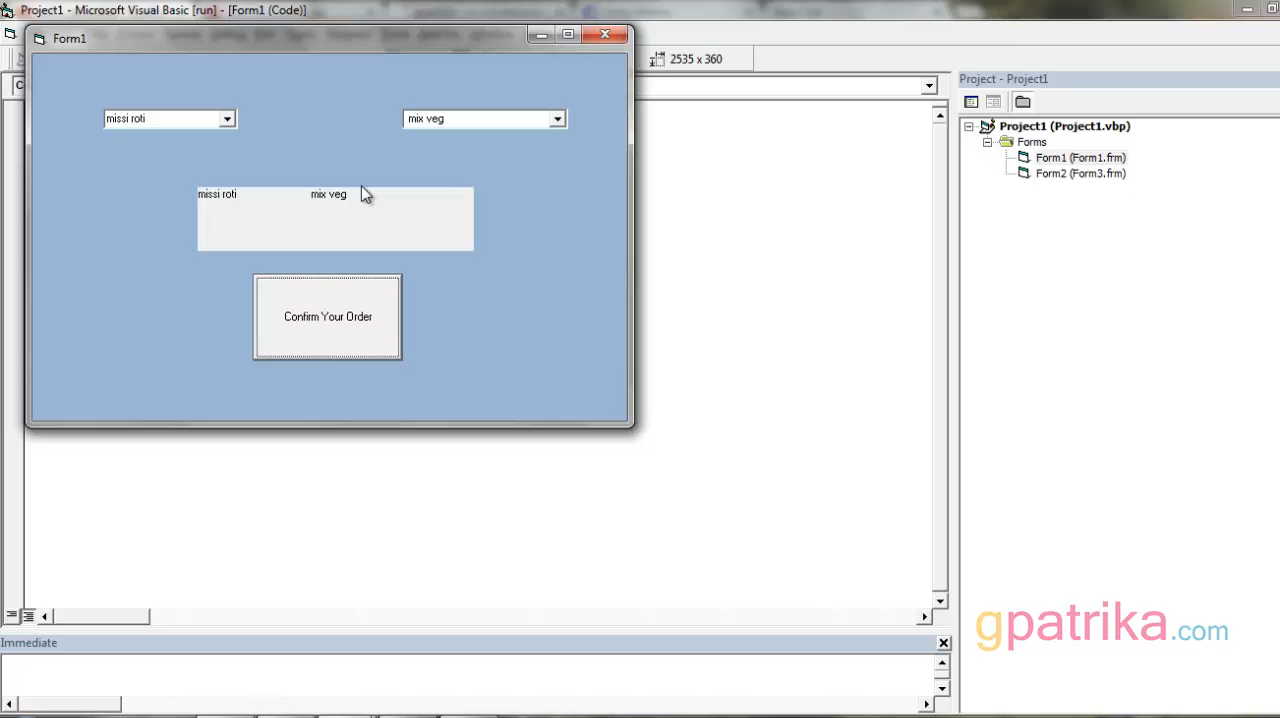 Project1 - Microsoft Visual Basic [run] - [Form1 (Code)]
Form1
2535 x 360
Project - Project1
C
missi roti
mix veg
Project1 (Project1.vbp)
Forms
Form1 (Form1.frm)
Form2 (Form3.frm)
missi roti mix veg
Confirm Your Order
gpatrika.com
Immediate